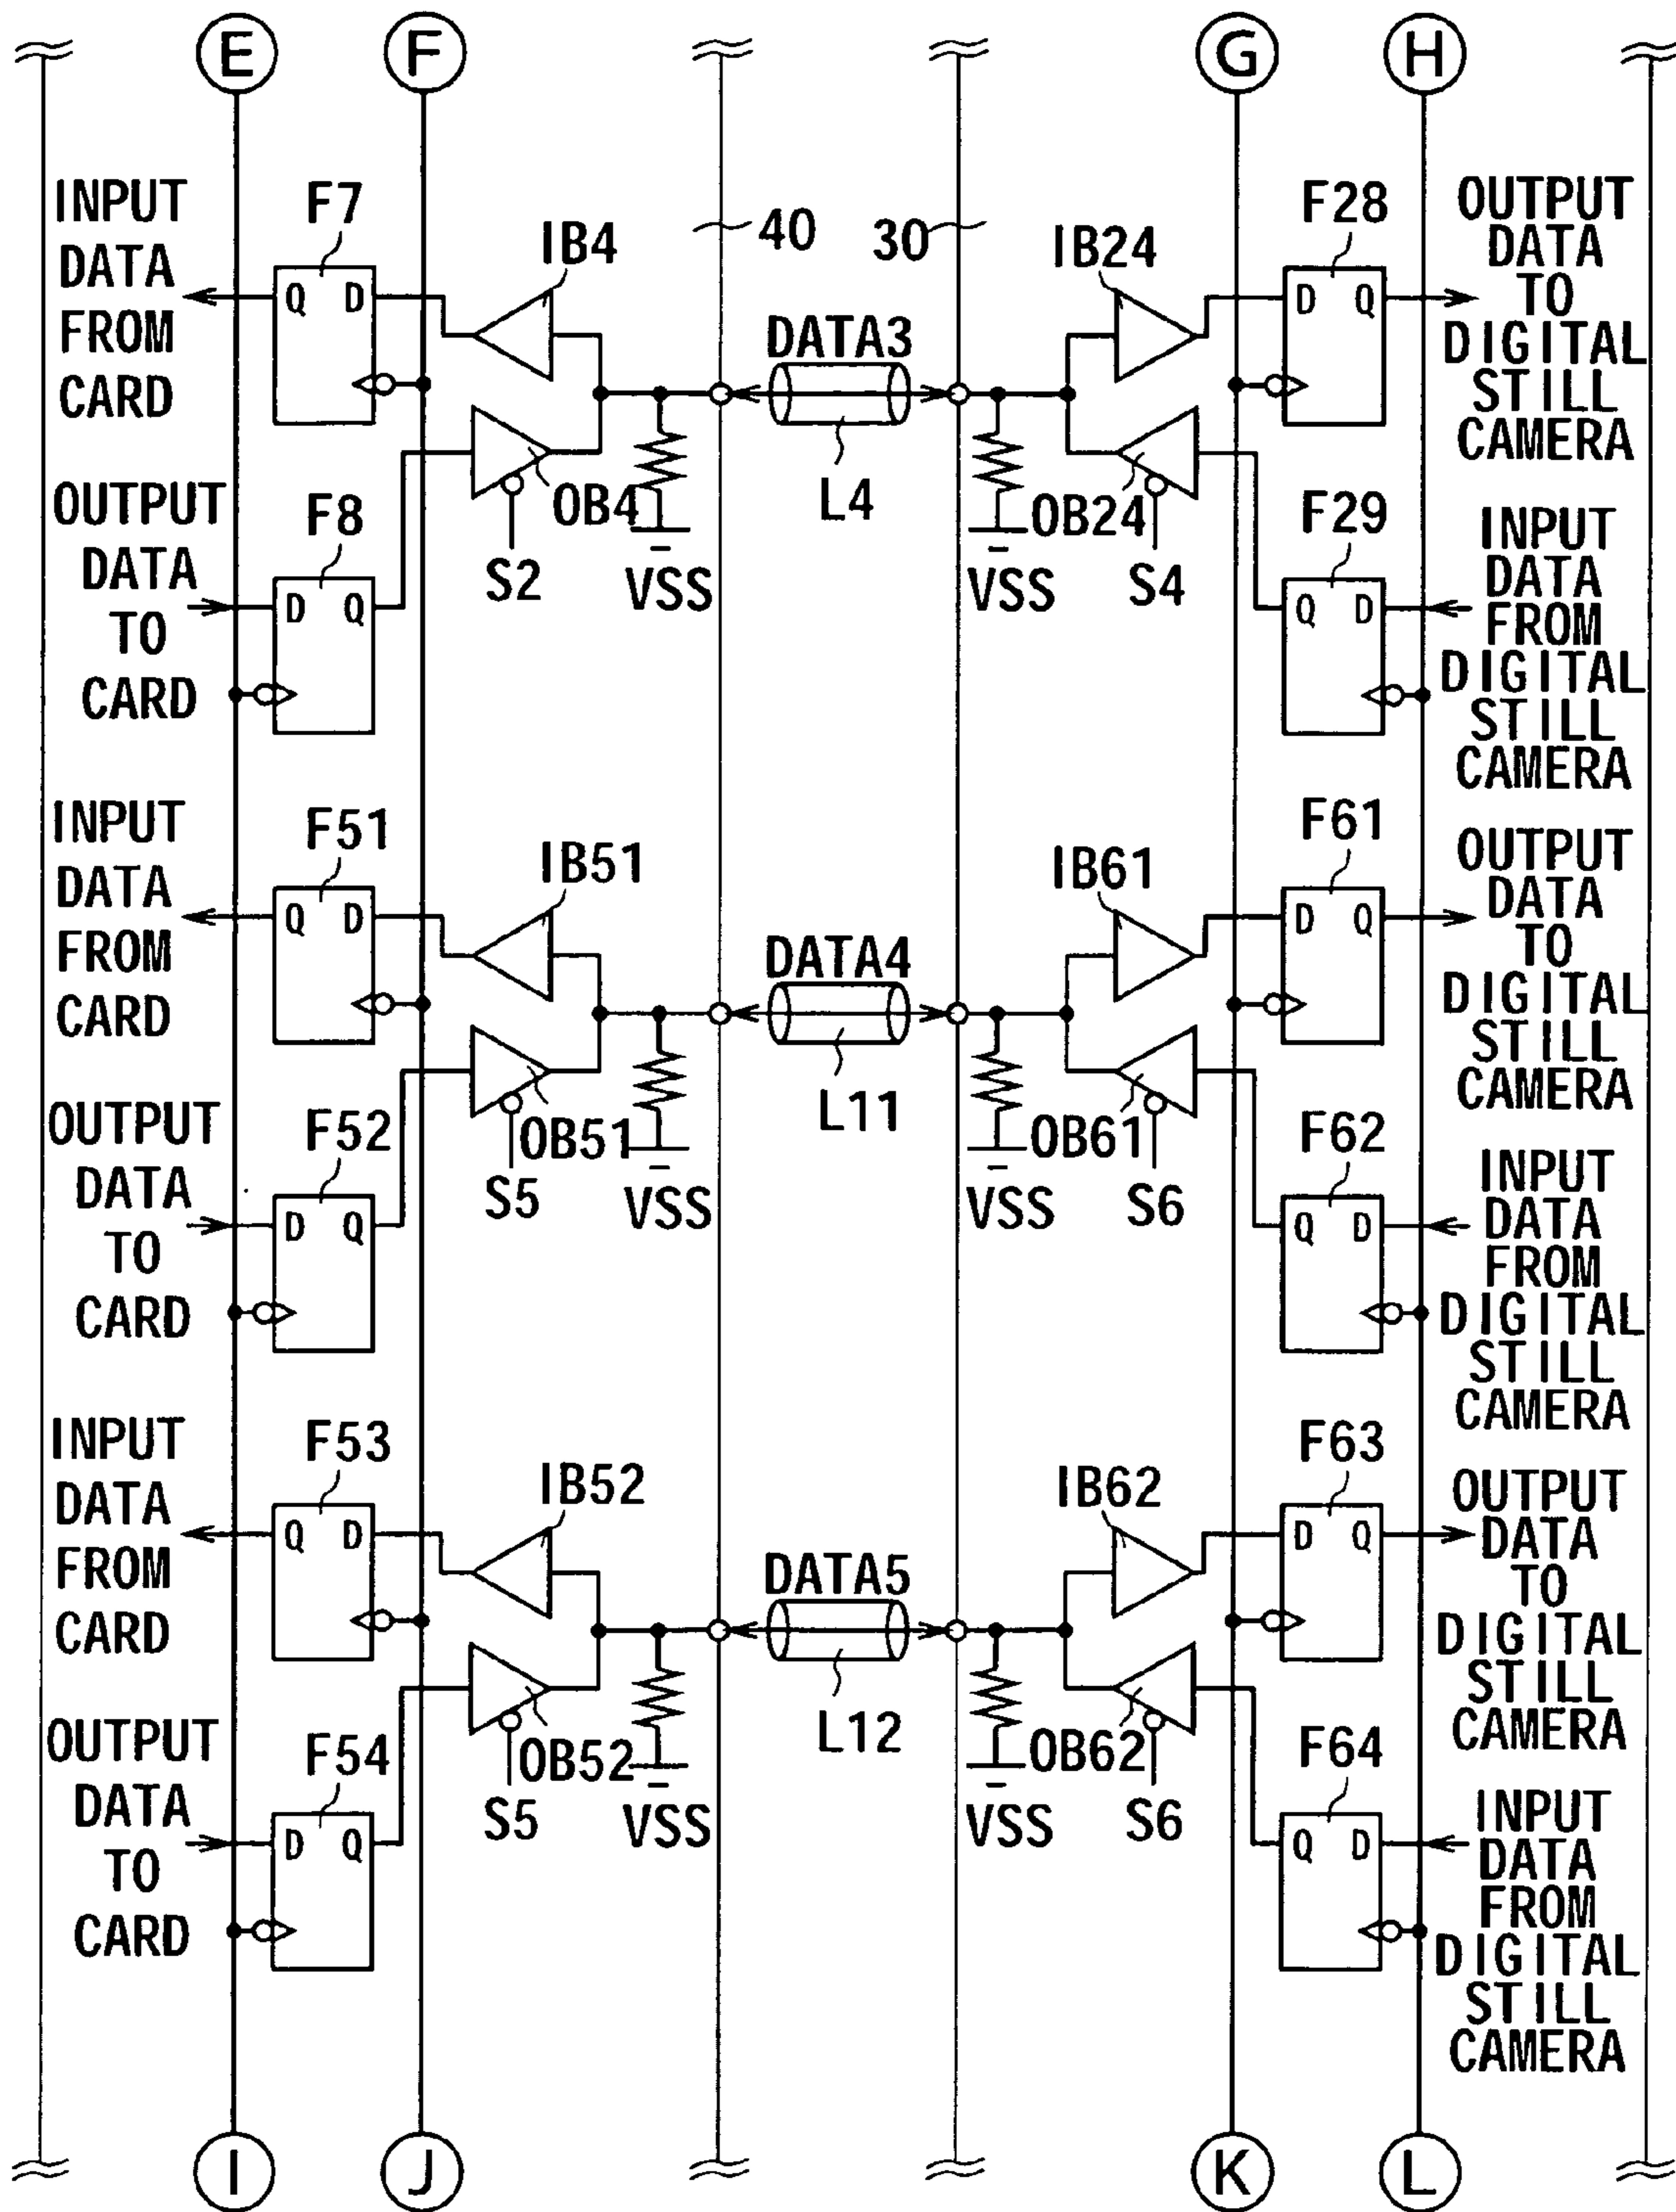 E
F
G
H
INPUT
DATA
FROM
CARD
F7
Q D
IB4
40
30
IB24
F28
D Q
OUTPUT
DATA
TO
DIGITAL
STILL
CAMERA
DATA3
L4
OUTPUT
DATA
TO
CARD
F8
D Q
OB4
S2
VSS
VSS
OB24
S4
F29
Q D
INPUT
DATA
FROM
DIGITAL
STILL
CAMERA
INPUT
DATA
FROM
CARD
F51
Q D
IB51
DATA4
L11
IB61
F61
D Q
OUTPUT
DATA
TO
DIGITAL
STILL
CAMERA
OUTPUT
DATA
TO
CARD
F52
D Q
OB51
S5
VSS
VSS
OB61
S6
F62
Q D
INPUT
DATA
FROM
DIGITAL
STILL
CAMERA
INPUT
DATA
FROM
CARD
F53
Q D
IB52
DATA5
L12
IB62
F63
D Q
OUTPUT
DATA
TO
DIGITAL
STILL
CAMERA
OUTPUT
DATA
TO
CARD
F54
D Q
OB52
S5
VSS
VSS
OB62
S6
F64
Q D
INPUT
DATA
FROM
DIGITAL
STILL
CAMERA
I
J
K
L